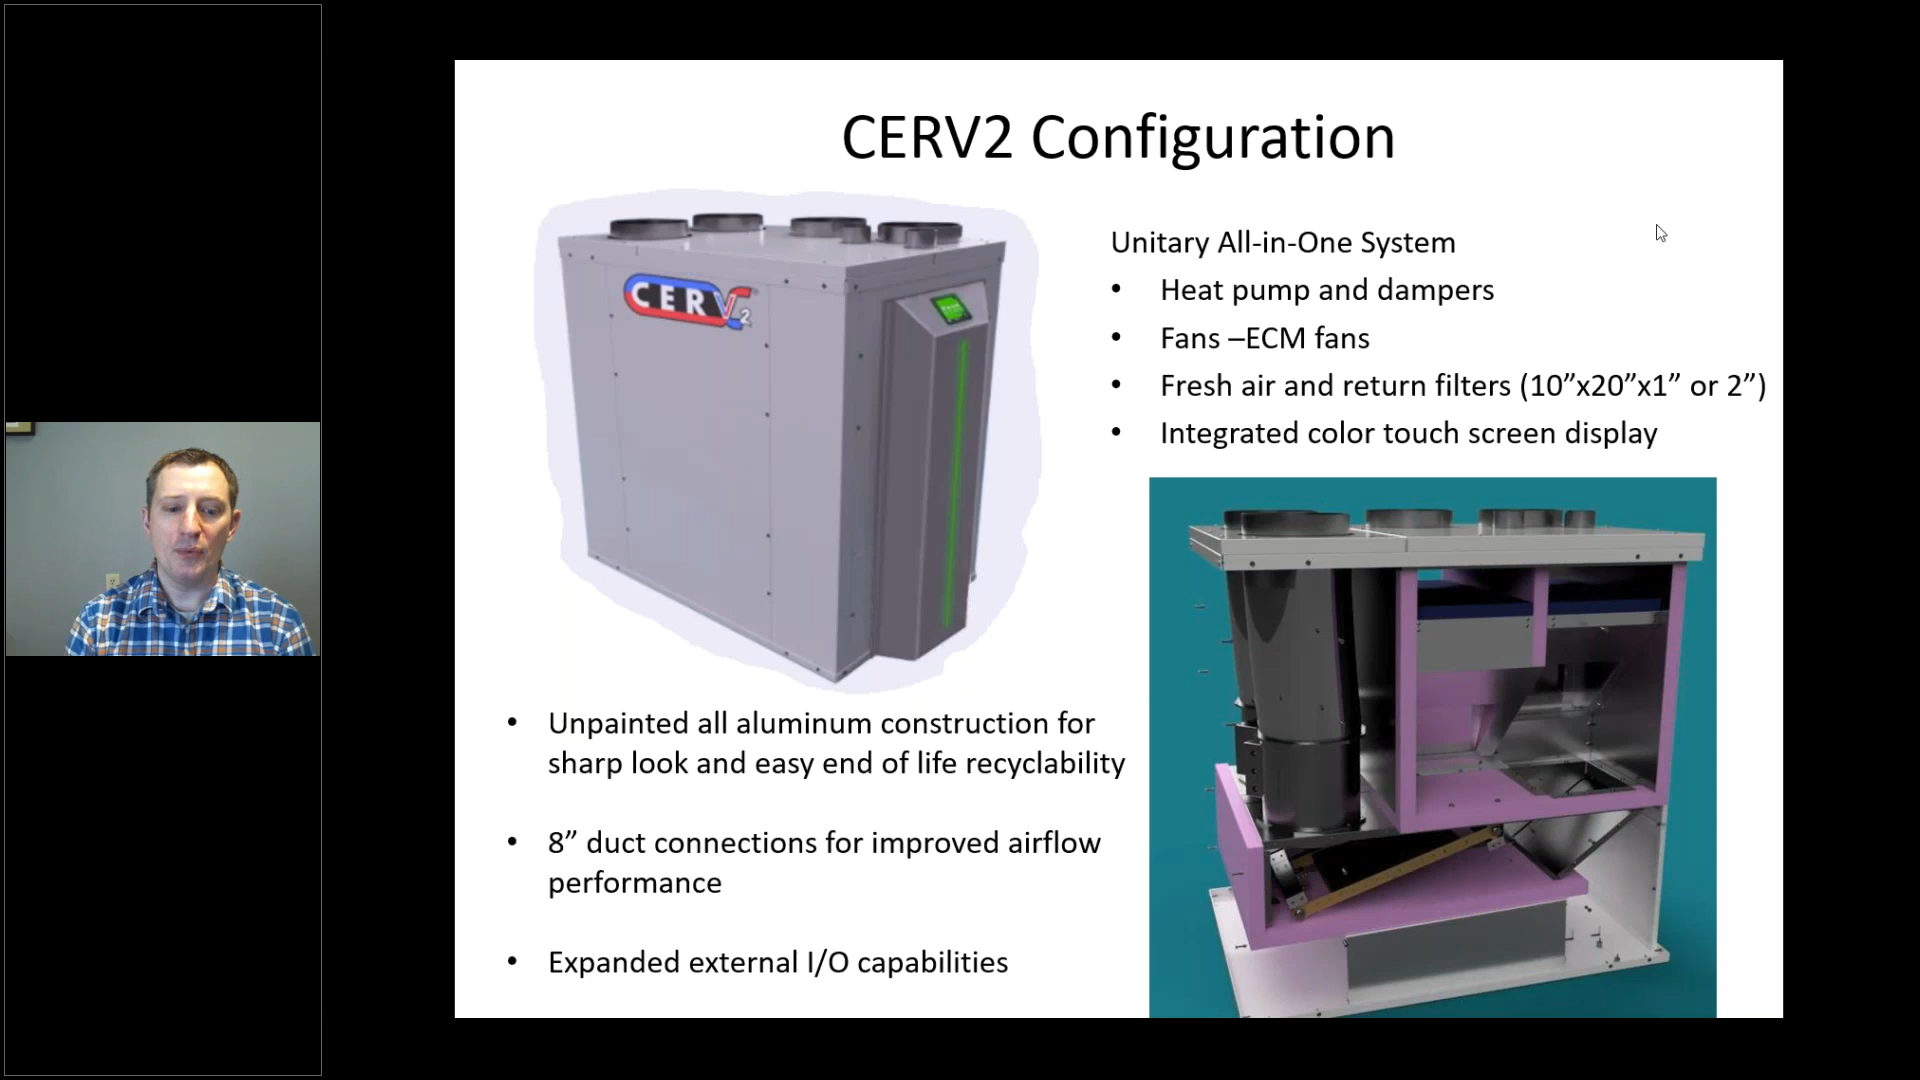 CERV2 Configuration
CERV2
Unitary All-in-One System
• Heat pump and dampers
• Fans –ECM fans
• Fresh air and return filters (10”x20”x1” or 2”)
• Integrated color touch screen display
• Unpainted all aluminum construction for
sharp look and easy end of life recyclability
• 8” duct connections for improved airflow
performance
• Expanded external I/O capabilities